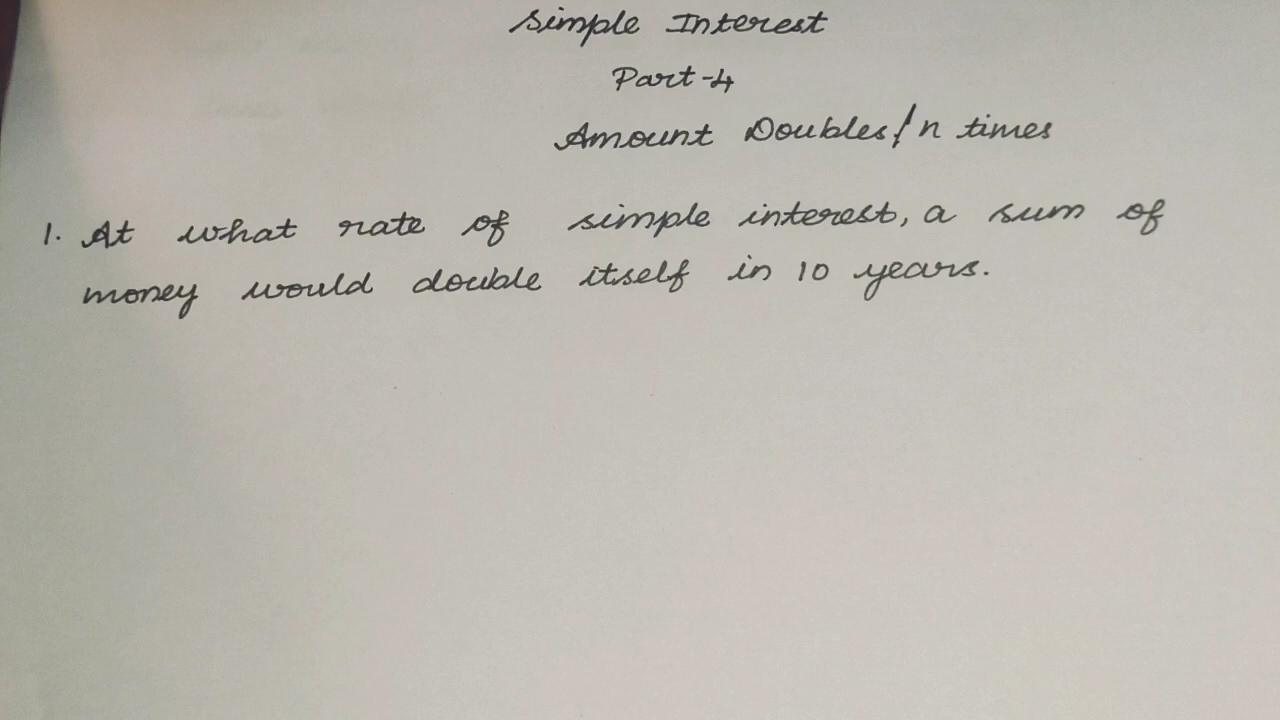 Simple Interest
Part-4
Amount Doubles/n times
1. At what rate of simple interest, a sum of
money would double itself in 10 years.